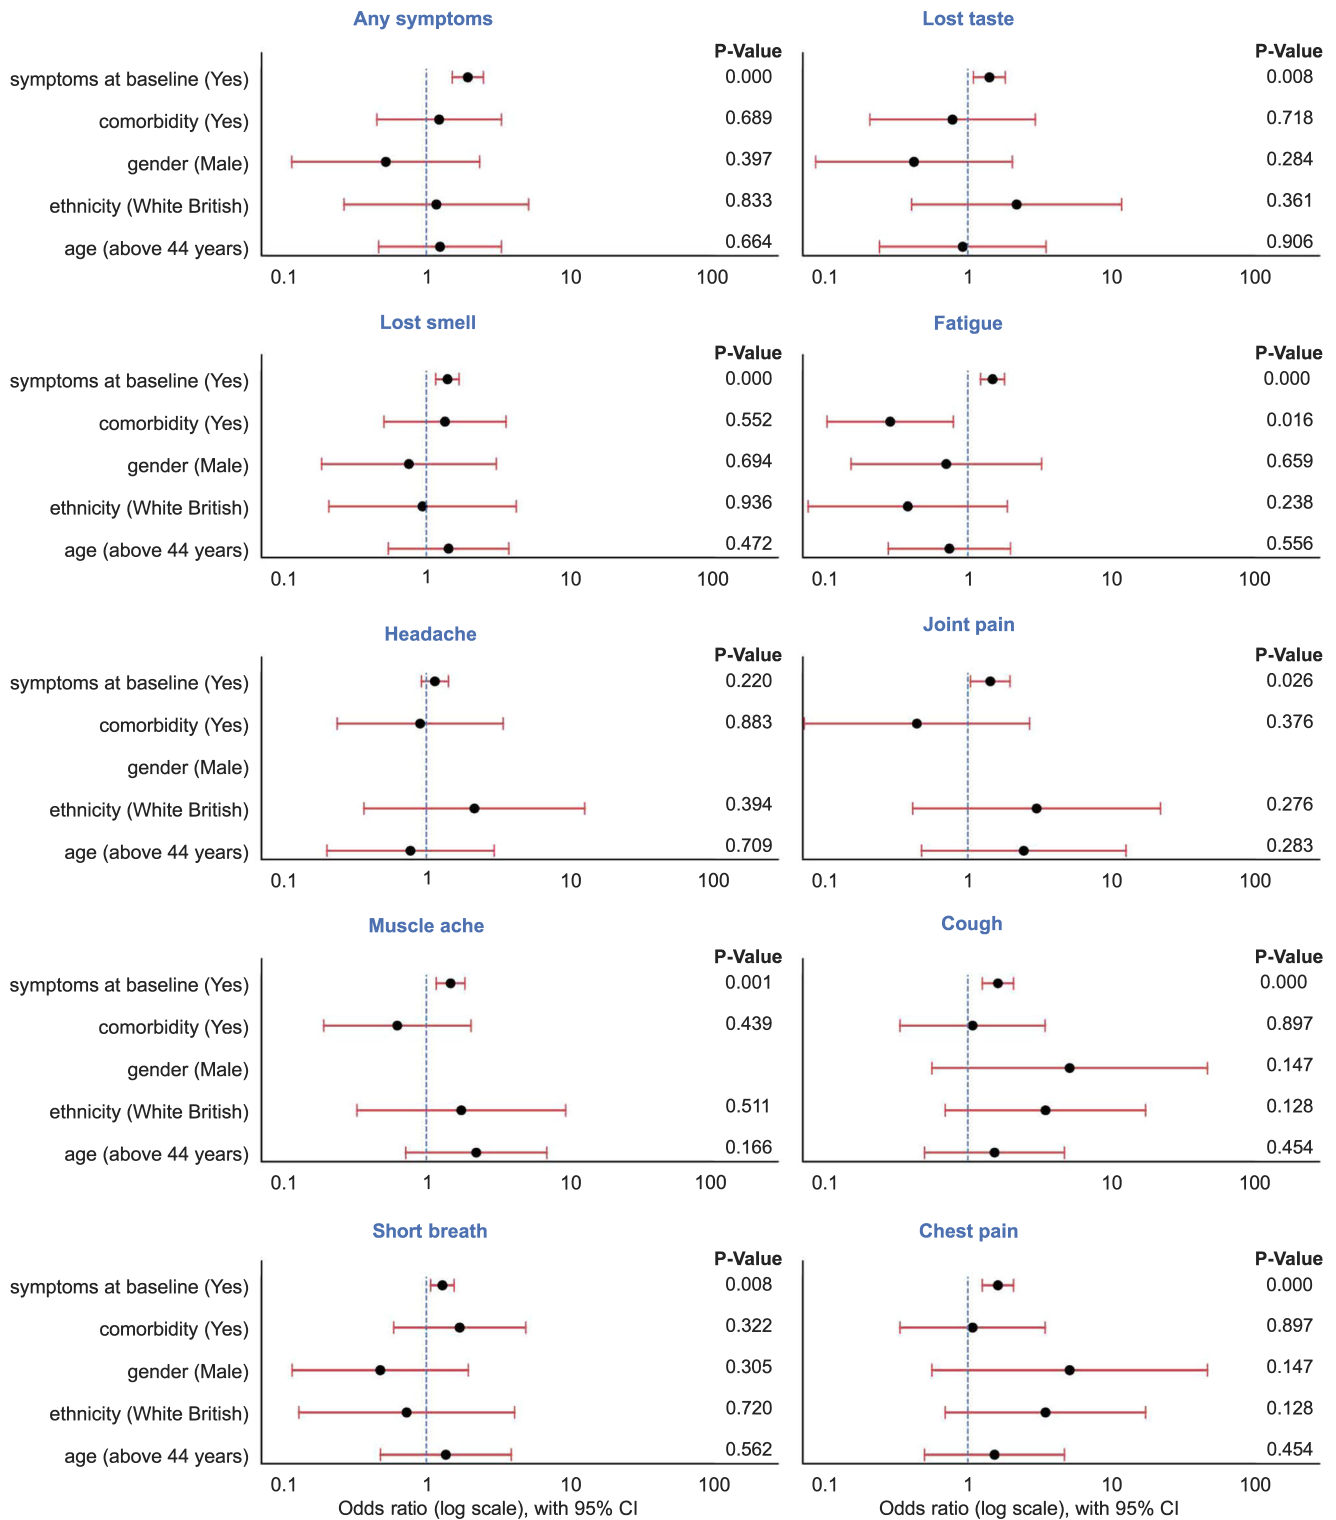 Any symptoms
P-Value
symptoms at baseline (Yes) 0.000
comorbidity (Yes) 0.689
gender (Male) 0.397
ethnicity (White British) 0.833
age (above 44 years) 0.664
0.1 1 10 100
Lost taste
P-Value
0.008
0.718
0.284
0.361
0.906
0.1 1 10 100
Lost smell
P-Value
symptoms at baseline (Yes) 0.000
comorbidity (Yes) 0.552
gender (Male) 0.694
ethnicity (White British) 0.936
age (above 44 years) 0.472
0.1 1 10 100
Fatigue
P-Value
0.000
0.016
0.659
0.238
0.556
0.1 1 10 100
Headache
P-Value
symptoms at baseline (Yes) 0.220
comorbidity (Yes) 0.883
gender (Male)
ethnicity (White British) 0.394
age (above 44 years) 0.709
0.1 1 10 100
Joint pain
P-Value
0.026
0.376
0.276
0.283
0.1 1 10 100
Muscle ache
P-Value
symptoms at baseline (Yes) 0.001
comorbidity (Yes) 0.439
gender (Male)
ethnicity (White British) 0.511
age (above 44 years) 0.166
0.1 1 10 100
Cough
P-Value
0.000
0.897
0.147
0.128
0.454
0.1 1 10 100
Short breath
P-Value
symptoms at baseline (Yes) 0.008
comorbidity (Yes) 0.322
gender (Male) 0.305
ethnicity (White British) 0.720
age (above 44 years) 0.562
0.1 1 10 100
Odds ratio (log scale), with 95% CI
Chest pain
P-Value
0.000
0.897
0.147
0.128
0.454
0.1 1 10 100
Odds ratio (log scale), with 95% CI